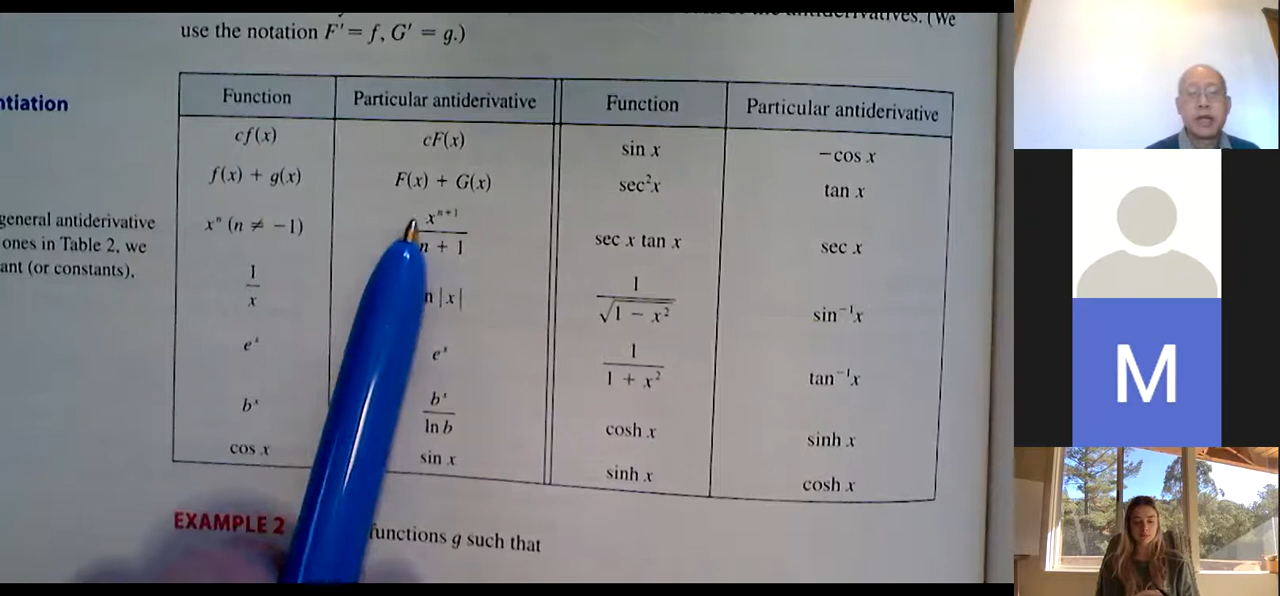 antiderivatives. (We
use the notation F′ = f, G′ = g.)
ntiation
general antiderivative
ones in Table 2, we
ant (or constants),
Function Particular antiderivative Function Particular antiderivative
cf(x) cF(x) sin x −cos x
f(x) + g(x) F(x) + G(x) sec²x tan x
xⁿ (n ≠ −1) xⁿ⁺¹/n + 1 sec x tan x sec x
1/x n |x| 1/√1 − x² sin⁻¹x
eˣ eˣ 1/1 + x² tan⁻¹x
bˣ bˣ/ln b cosh x sinh x
cos x sin x sinh x cosh x
EXAMPLE 2 functions g such that
M